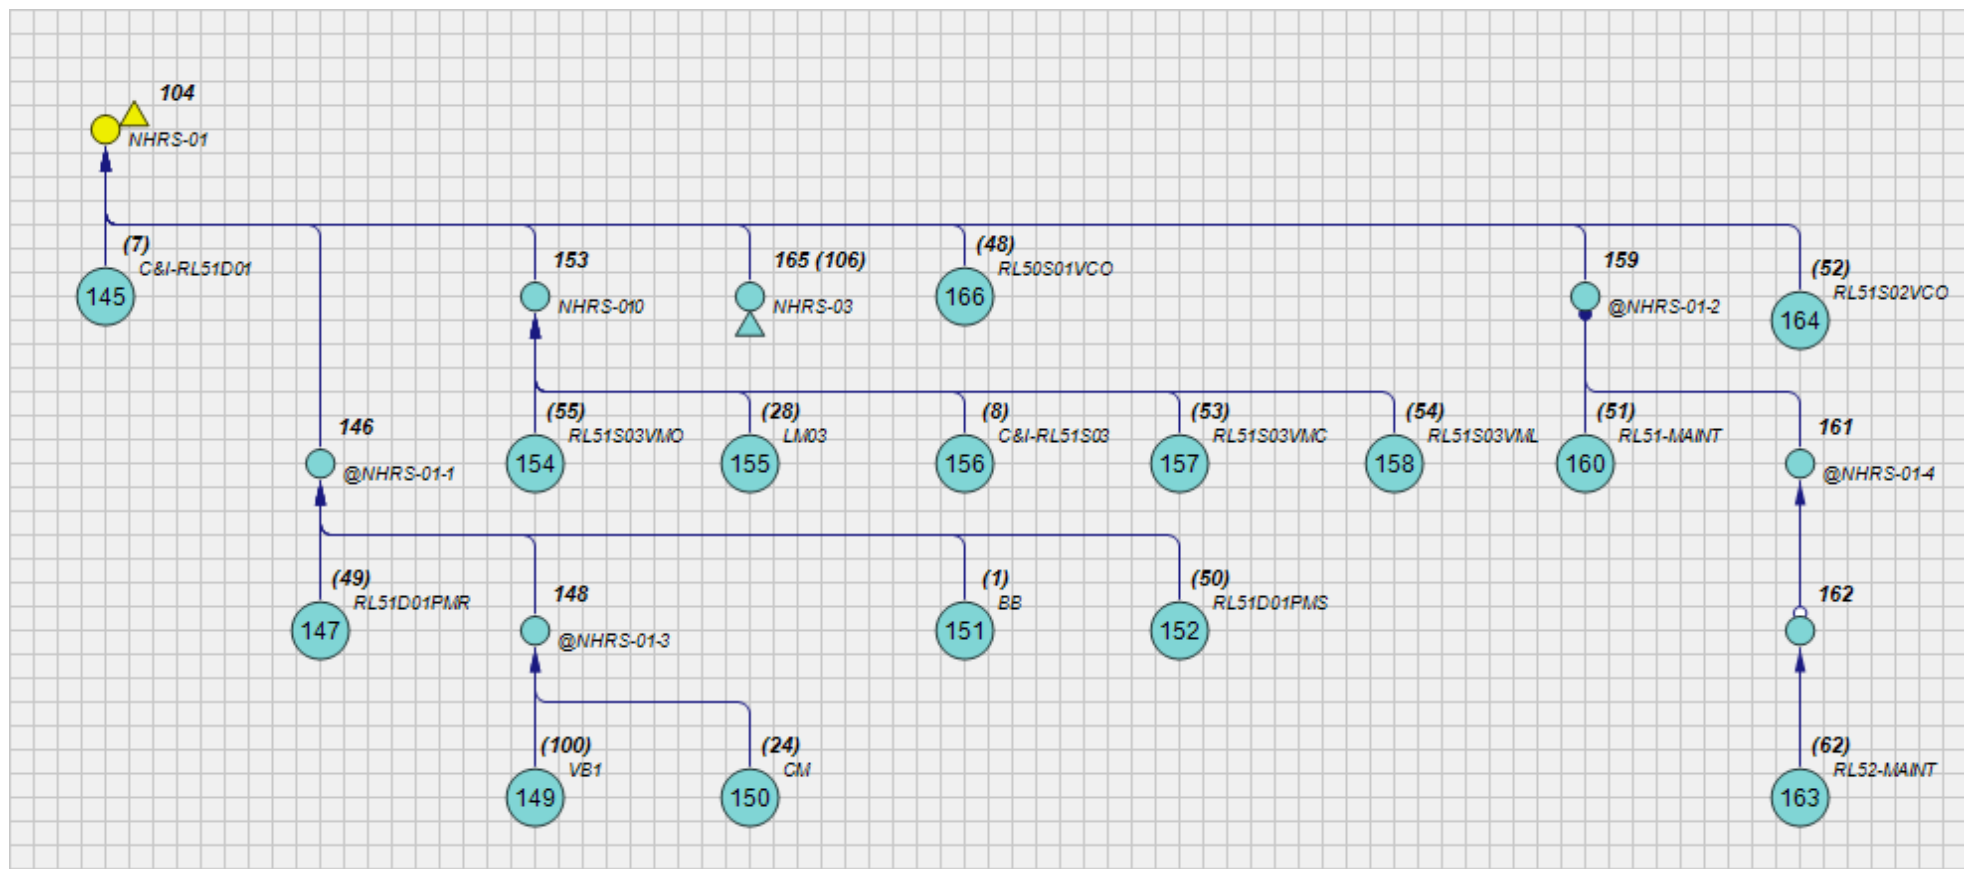 104
NHRS-01
(7)
C&I-RL51D01
145
153
NHRS-010
165 (106)
NHRS-03
(48)
RL50S01VCO
166
159
@NHRS-01-2
(52)
RL51S02VCO
164
146
@NHRS-01-1
(55)
RL51S03VMO
154
(28)
LM03
155
(8)
C&I-RL51S03
156
(53)
RL51S03VMC
157
(54)
RL51S03VML
158
(51)
RL51-MAINT
160
161
@NHRS-01-4
(49)
RL51D01PMR
147
148
@NHRS-01-3
(1)
BB
151
(50)
RL51D01PMS
152
162
(100)
VB1
149
(24)
CM
150
(62)
RL52-MAINT
163